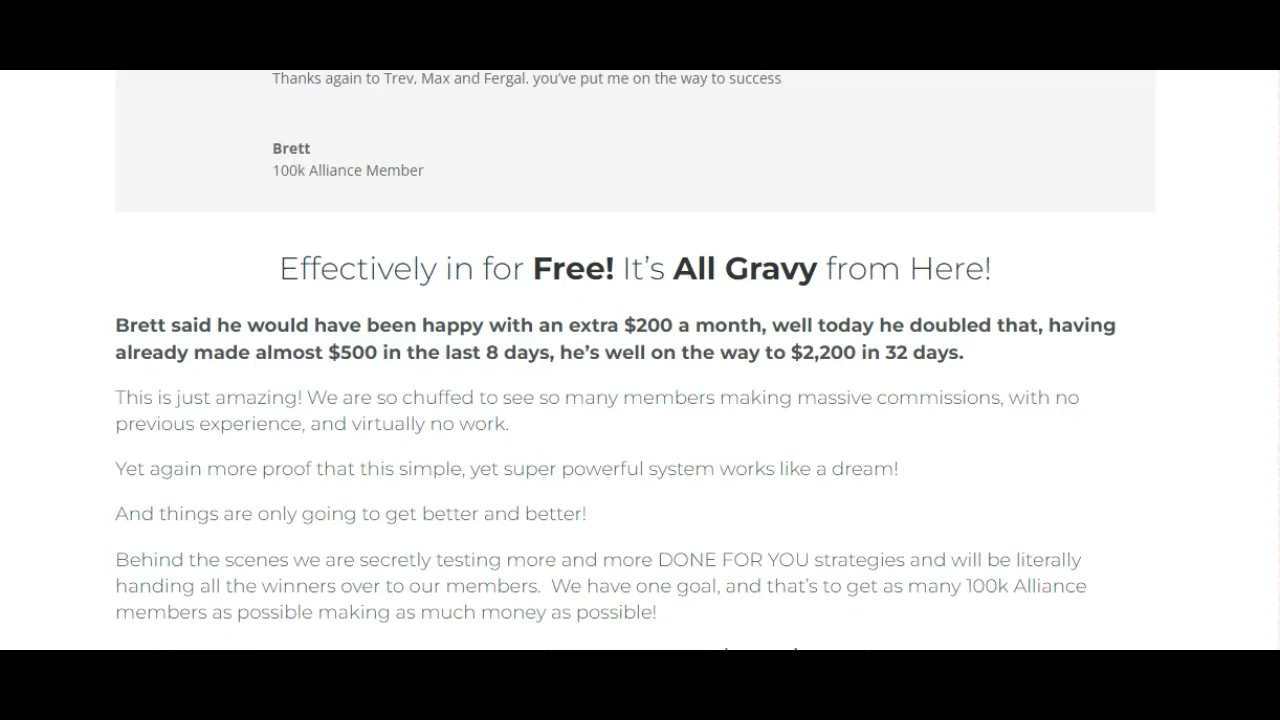 Thanks again to Trev, Max and Fergal. you’ve put me on the way to success
Brett
100k Alliance Member
Effectively in for Free! It’s All Gravy from Here!
Brett said he would have been happy with an extra $200 a month, well today he doubled that, having
already made almost $500 in the last 8 days, he’s well on the way to $2,200 in 32 days.
This is just amazing! We are so chuffed to see so many members making massive commissions, with no
previous experience, and virtually no work.
Yet again more proof that this simple, yet super powerful system works like a dream!
And things are only going to get better and better!
Behind the scenes we are secretly testing more and more DONE FOR YOU strategies and will be literally
handing all the winners over to our members.  We have one goal, and that’s to get as many 100k Alliance
members as possible making as much money as possible!